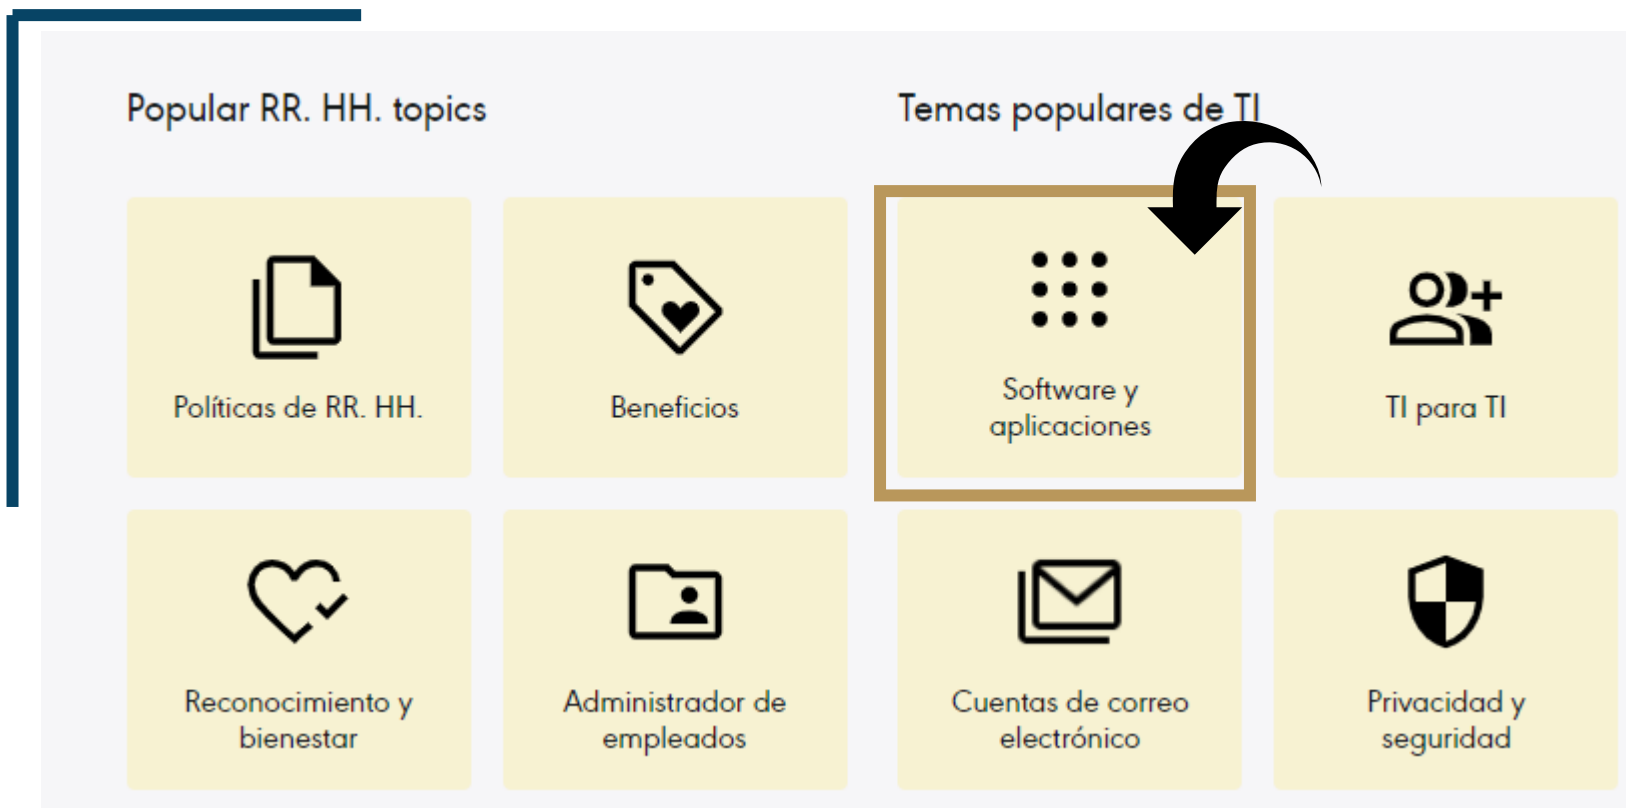 Popular RR. HH. topics
Temas populares de TI
Políticas de RR. HH.
Beneficios
Software y
aplicaciones
TI para TI
Reconocimiento y
bienestar
Administrador de
empleados
Cuentas de correo
electrónico
Privacidad y
seguridad